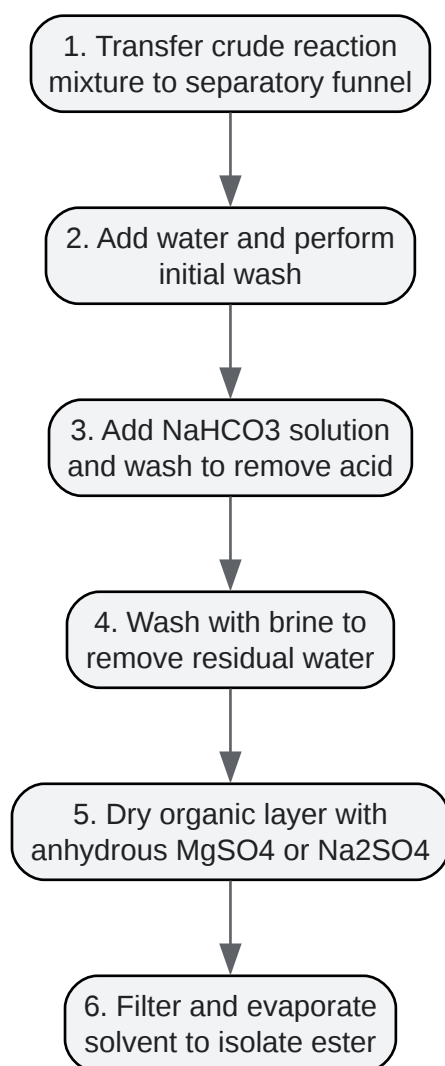 1. Transfer crude reaction
mixture to separatory funnel
2. Add water and perform
initial wash
3. Add NaHCO3 solution
and wash to remove acid
4. Wash with brine to
remove residual water
5. Dry organic layer with
anhydrous MgSO4 or Na2SO4
6. Filter and evaporate
solvent to isolate ester